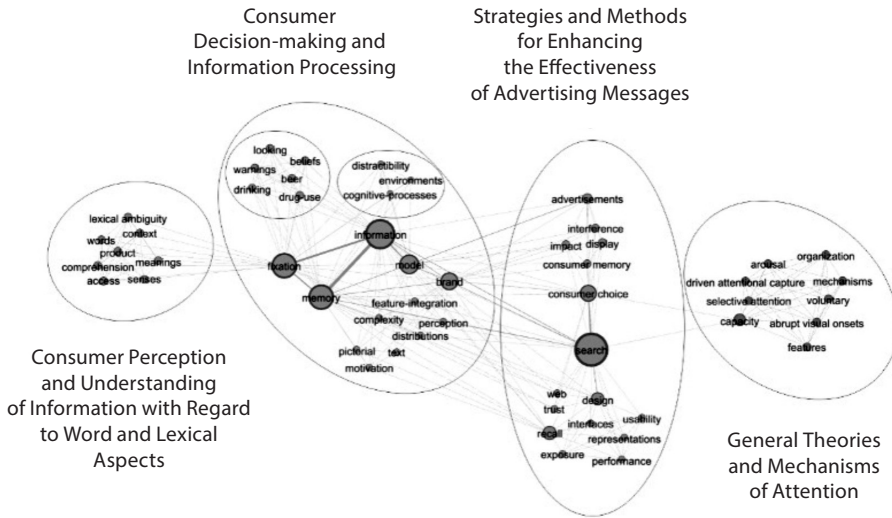 Consumer
Decision-making and
Information Processing
Strategies and Methods
for Enhancing
the Effectiveness
of Advertising Messages
looking
beliefs
warnings
beer
drinking
drug-use
distractibility
environments
cognitive-processes
lexical ambiguity
context
words
product
meanings
comprehension
access
senses
information
fixation
model
memory
brand
feature-integration
complexity
perception
distributions
pictorial
text
motivation
advertisements
interference
impact
display
consumer memory
consumer choice
search
web
design
trust
usability
interfaces
recall
representations
exposure
performance
organization
arousal
driven attentional capture
mechanisms
selective attention
voluntary
capacity
abrupt visual onsets
features
Consumer Perception
and Understanding
of Information with Regard
to Word and Lexical
Aspects
General Theories
and Mechanisms
of Attention